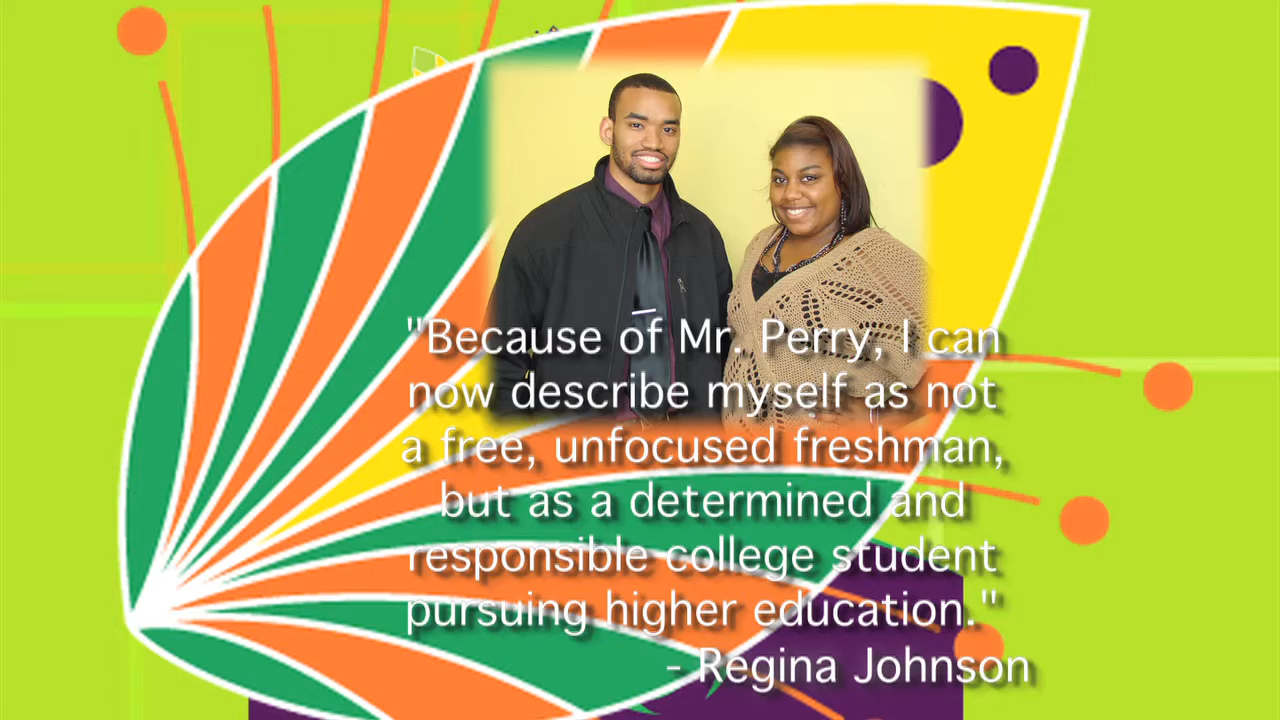 "Because of Mr. Perry, I can
now describe myself as not
a free, unfocused freshman,
but as a determined and
responsible college student
pursuing higher education."
- Regina Johnson